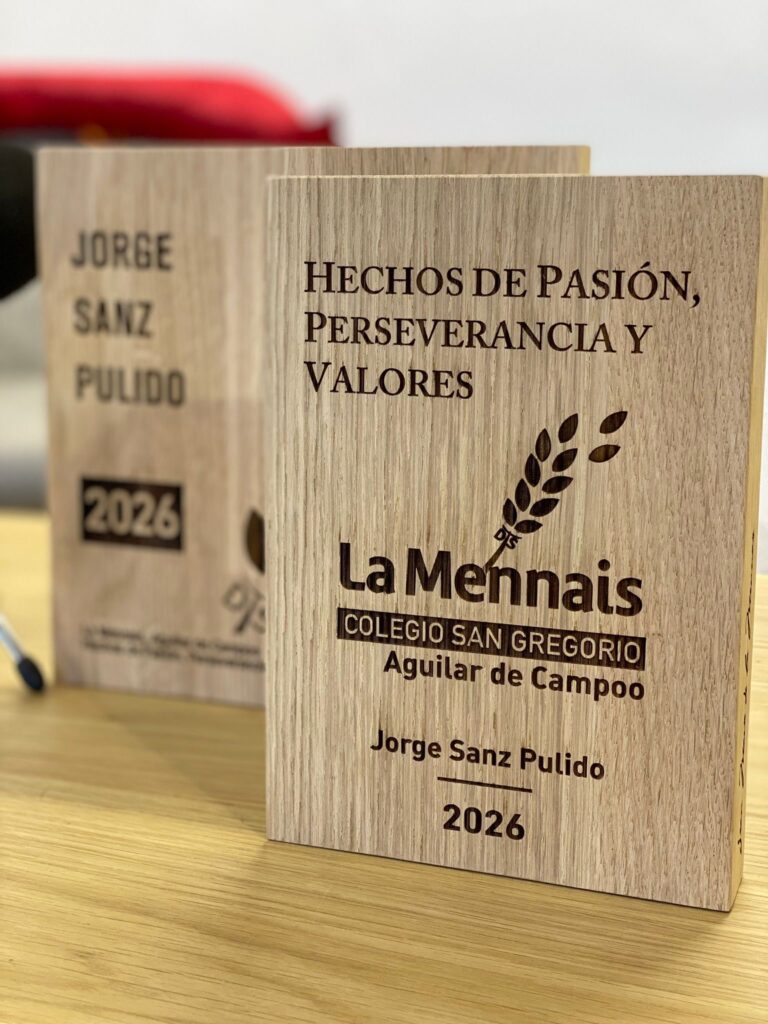 JORGE
SANZ
PULIDO
2026
HECHOS DE PASIÓN,
PERSEVERANCIA Y
VALORES
DTS
La Mennais
COLEGIO SAN GREGORIO
Aguilar de Campoo
Jorge Sanz Pulido
2026